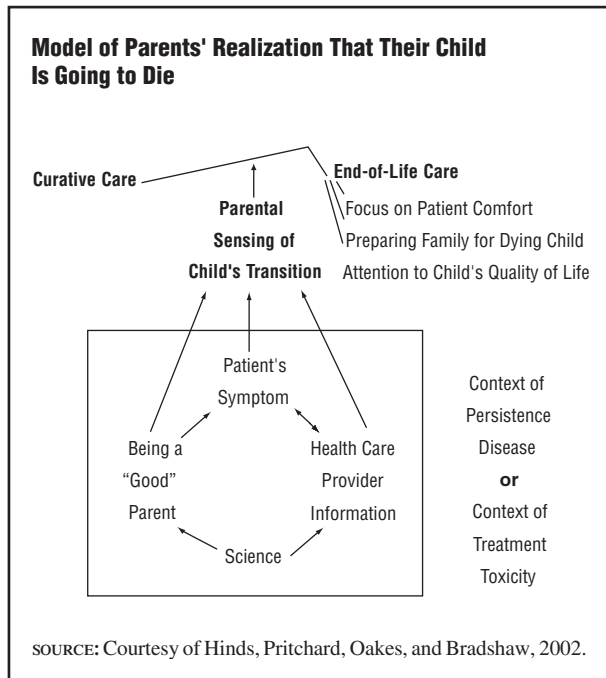 Model of Parents' Realization That Their Child
Is Going to Die
Curative Care
End-of-Life Care
Focus on Patient Comfort
Preparing Family for Dying Child
Attention to Child's Quality of Life
Parental
Sensing of
Child's Transition
Patient's
Symptom
Being a
“Good”
Parent
Health Care
Provider
Information
Science
Context of
Persistence
Disease
or
Context of
Treatment
Toxicity
SOURCE: Courtesy of Hinds, Pritchard, Oakes, and Bradshaw, 2002.